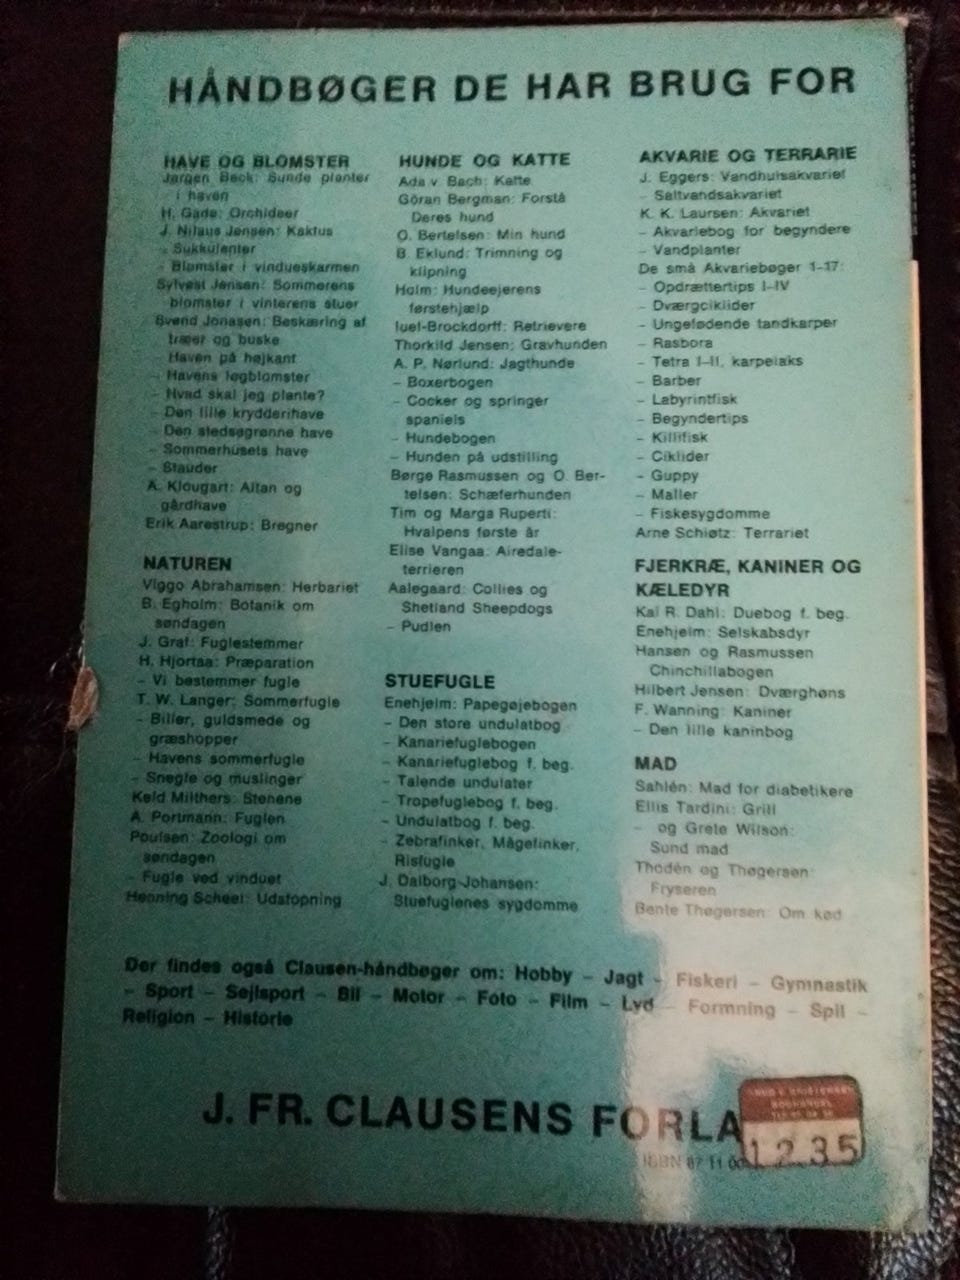 HÅNDBØGER DE HAR BRUG FOR
HAVE OG BLOMSTER
Jørgen Beck: Sunde planter
i haven
H. Gade: Orchideer
J. Nilaus Jensen: Kaktus
- Sukkulenter
- Blomster i vindueskarmen
Sylvest Jensen: Sommerens
blomster i vinterens stuer
Svend Jonasen: Beskæring af
træer og buske
- Haven på højkant
- Havens løgblomster
- Hvad skal jeg plante?
- Den lille krydderihave
- Den stedsegrønne have
- Sommerhusets have
- Stauder
A. Klougart: Altan og
gårdhave
Erik Aarestrup: Bregner
NATUREN
Viggo Abrahamsen: Herbariet
B. Egholm: Botanik om
søndagen
J. Graf: Fuglestemmer
H. Hjortaa: Præparation
- Vi bestemmer fugle
T. W. Langer: Sommerfugle
- Biller, guldsmede og
græshopper
- Havens sommerfugle
- Snegle og muslinger
Keld Milthers: Stenene
A. Portmann: Fuglen
Poulsen: Zoologi om
søndagen
- Fugle ved vinduet
Henning Scheel: Udstopning
HUNDE OG KATTE
Ada v. Bach: Katte
Göran Bergman: Forstå
Deres hund
O. Bertelsen: Min hund
B. Eklund: Trimning og
klipning
Holm: Hundeejerens
førstehjælp
Iuel-Brockdorff: Retrievere
Thorkild Jensen: Gravhunden
A. P. Nørlund: Jagthunde
- Boxerbogen
- Cocker og springer
spaniels
- Hundebogen
- Hunden på udstilling
Børge Rasmussen og O. Ber-
telsen: Schæferhunden
Tim og Marga Ruperti:
Hvalpens første år
Elise Vangaa: Airedale-
terrieren
Aalegaard: Collies og
Shetland Sheepdogs
- Pudlen
STUEFUGLE
Enehjelm: Papegøjebogen
- Den store undulatbog
- Kanariefuglebogen
- Kanariefuglebog f. beg.
- Talende undulater
- Tropefuglebog f. beg.
- Undulatbog f. beg.
- Zebrafinker, Mågefinker,
Risfugle
J. Dalborg-Johansen:
Stuefuglenes sygdomme
AKVARIE OG TERRARIE
J. Eggers: Vandhulsakvariet
- Saltvandsakvariet
K. K. Laursen: Akvariet
- Akvariebog for begyndere
- Vandplanter
De små Akvariebøger 1-17:
- Opdrættertips I-IV
- Dværgciklider
- Ungefødende tandkarper
- Rasbora
- Tetra I-II, karpelaks
- Barber
- Labyrintfisk
- Begyndertips
- Killifisk
- Ciklider
- Guppy
- Maller
- Fiskesygdomme
Arne Schiøtz: Terrariet
FJERKRÆ, KANINER OG
KÆLEDYR
Kai R. Dahl: Duebog f. beg.
Enehjelm: Selskabsdyr
Hansen og Rasmussen
Chinchillabogen
Hilbert Jensen: Dværghøns
F. Wanning: Kaniner
- Den lille kaninbog
MAD
Sahlén: Mad for diabetikere
Ellis Tardini: Grill
- og Grete Wilson:
Sund mad
Thodén og Thøgersen:
Fryseren
Bente Thøgersen: Om kød
Der findes også Clausen-håndbøger om: Hobby - Jagt - Fiskeri - Gymnastik
- Sport - Sejlsport - Bil - Motor - Foto - Film - Lyd - Formning - Spil -
Religion - Historie
J. FR. CLAUSENS FORLA
BOGHANDEL
1235
ISBN 87 11 0